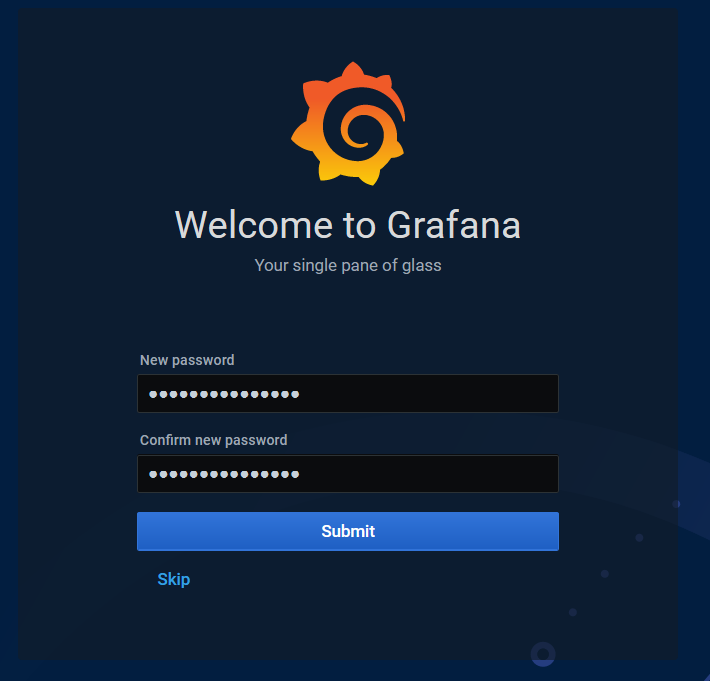 Welcome to Grafana
Your single pane of glass
New password
●●●●●●●●●●●●●●●
Confirm new password
●●●●●●●●●●●●●●●
Submit
Skip